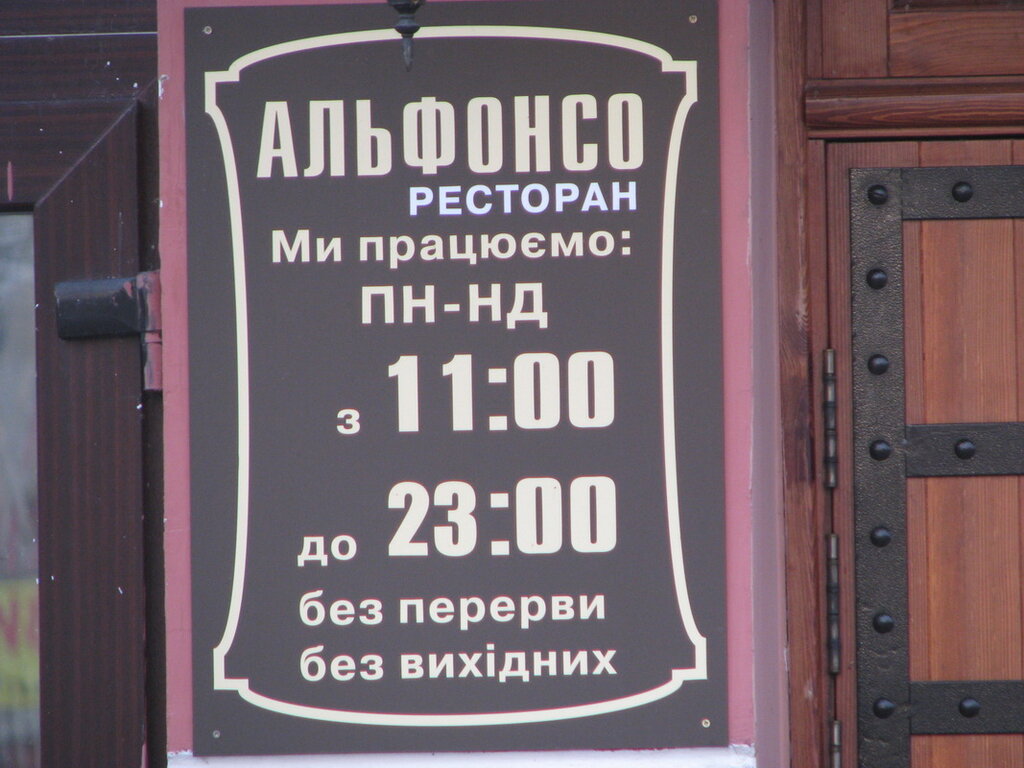 АЛЬФОНСО
РЕСТОРАН
Ми працюємо:
ПН-НД
з 11:00
до 23:00
без перерви
без вихідних